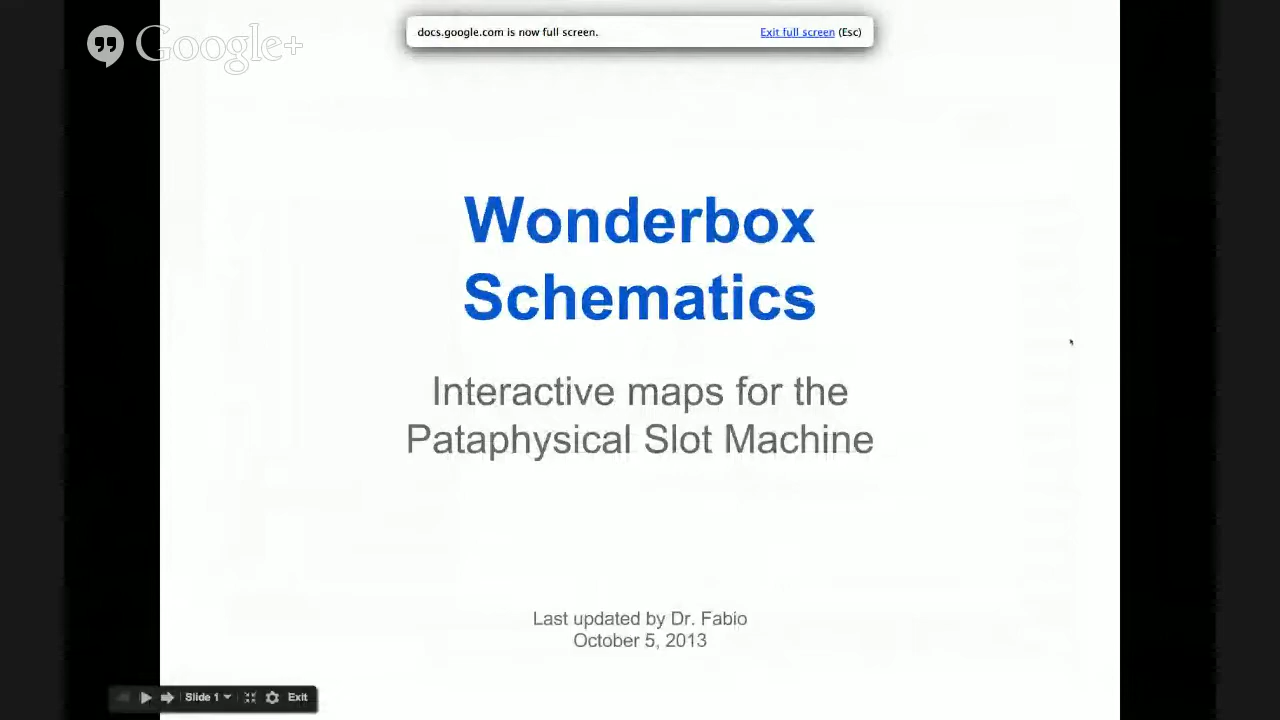 Google+
docs.google.com is now full screen. Exit full screen (Esc)
Wonderbox
Schematics
Interactive maps for the
Pataphysical Slot Machine
Last updated by Dr. Fabio
October 5, 2013
Slide 1 Exit